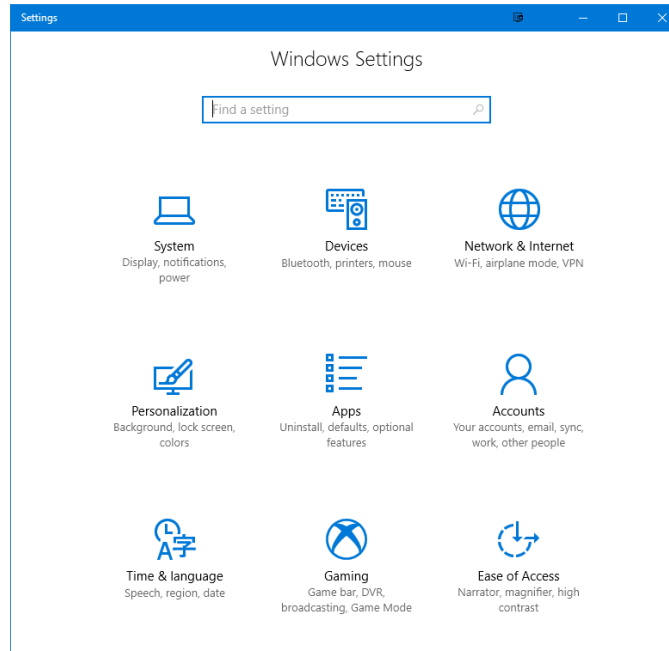 Settings
Windows Settings
Find a setting
System
Display, notifications,
power
Devices
Bluetooth, printers, mouse
Network & Internet
Wi-Fi, airplane mode, VPN
Personalization
Background, lock screen,
colors
Apps
Uninstall, defaults, optional
features
Accounts
Your accounts, email, sync,
work, other people
A字
Time & language
Speech, region, date
Gaming
Game bar, DVR,
broadcasting, Game Mode
Ease of Access
Narrator, magnifier, high
contrast